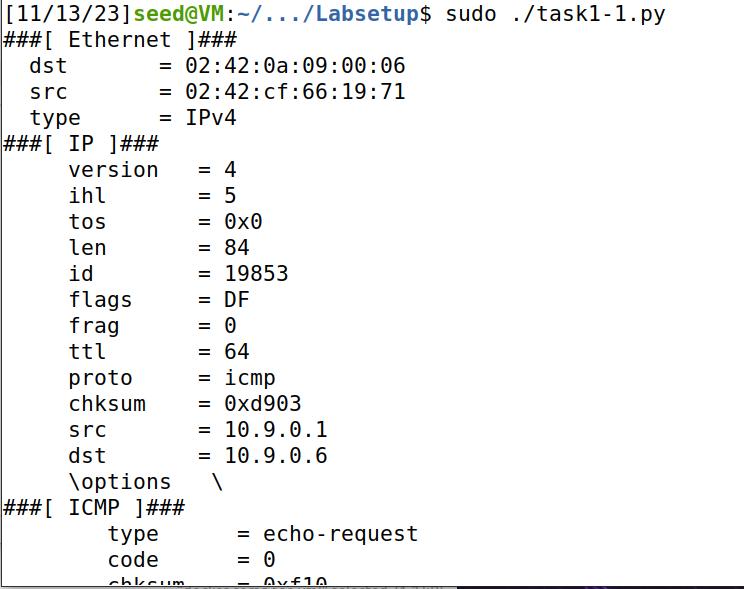 [11/13/23]seed@VM:~/.../Labsetup$ sudo ./task1-1.py
###[ Ethernet ]###
  dst       = 02:42:0a:09:00:06
  src       = 02:42:cf:66:19:71
  type      = IPv4
###[ IP ]###
     version   = 4
     ihl       = 5
     tos       = 0x0
     len       = 84
     id        = 19853
     flags     = DF
     frag      = 0
     ttl       = 64
     proto     = icmp
     chksum    = 0xd903
     src       = 10.9.0.1
     dst       = 10.9.0.6
     \options   \
###[ ICMP ]###
        type      = echo-request
        code      = 0
        chksum    = 0xf10